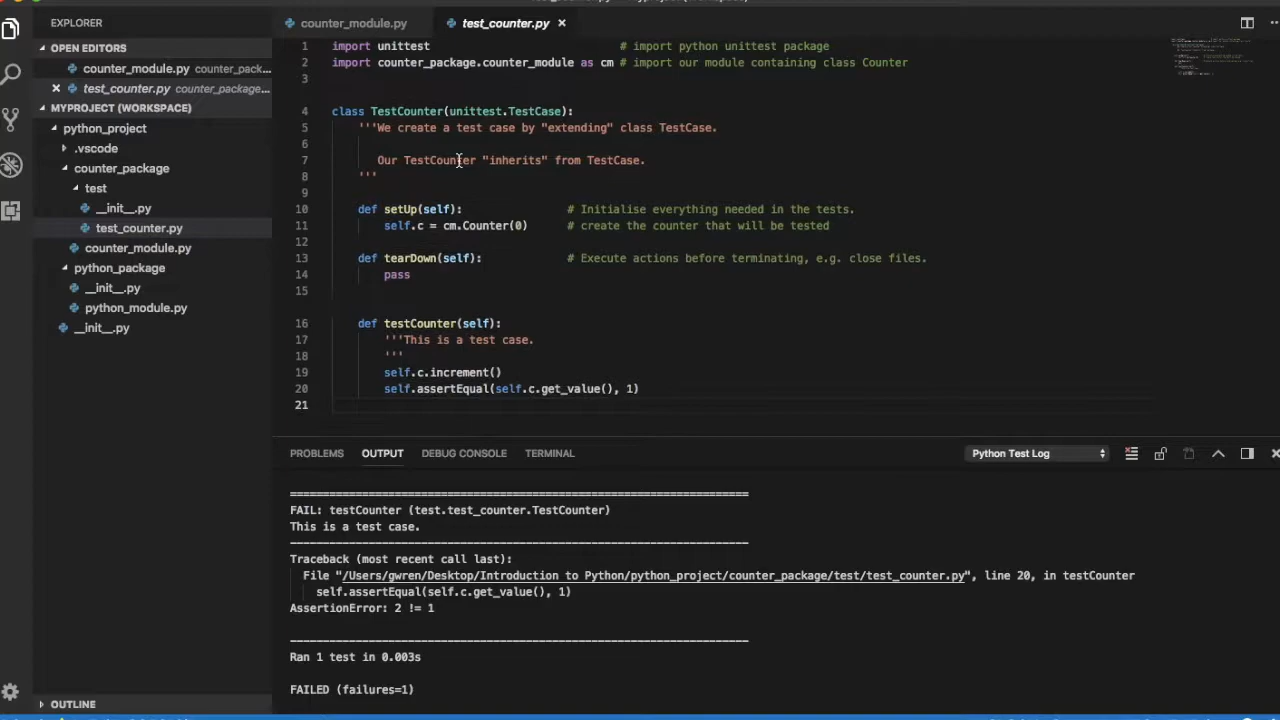 EXPLORER
OPEN EDITORS
counter_module.py counter_pack...
test_counter.py counter_package...
MYPROJECT (WORKSPACE)
python_project
.vscode
counter_package
test
__init__.py
test_counter.py
counter_module.py
python_package
__init__.py
python_module.py
__init__.py
OUTLINE
counter_module.py test_counter.py
1 import unittest # import python unittest package
2 import counter_package.counter_module as cm # import our module containing class Counter
3
4 class TestCounter(unittest.TestCase):
5 '''We create a test case by "extending" class TestCase.
6
7 Our TestCounter "inherits" from TestCase.
8 '''
9
10 def setUp(self): # Initialise everything needed in the tests.
11 self.c = cm.Counter(0) # create the counter that will be tested
12
13 def tearDown(self): # Execute actions before terminating, e.g. close files.
14 pass
15
16 def testCounter(self):
17 '''This is a test case.
18 '''
19 self.c.increment()
20 self.assertEqual(self.c.get_value(), 1)
21
PROBLEMS OUTPUT DEBUG CONSOLE TERMINAL Python Test Log
======================================================================
FAIL: testCounter (test.test_counter.TestCounter)
This is a test case.
----------------------------------------------------------------------
Traceback (most recent call last):
File "/Users/gwren/Desktop/Introduction to Python/python_project/counter_package/test/test_counter.py", line 20, in testCounter
self.assertEqual(self.c.get_value(), 1)
AssertionError: 2 != 1
----------------------------------------------------------------------
Ran 1 test in 0.003s
FAILED (failures=1)